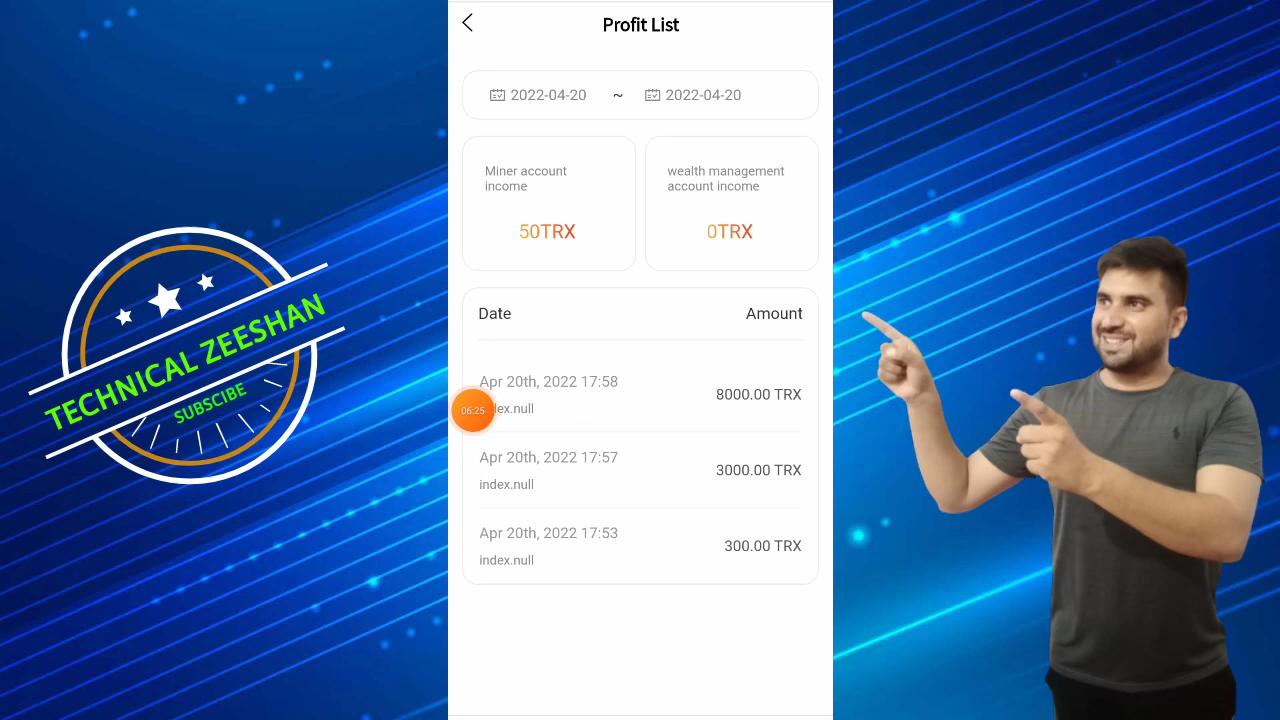 TECHNICAL ZEESHAN
SUBSCIBE
Profit List
2022-04-20 ~ 2022-04-20
Miner account
income
50TRX
wealth management
account income
0TRX
Date Amount
Apr 20th, 2022 17:58
8000.00 TRX
06:25
dex.null
Apr 20th, 2022 17:57
3000.00 TRX
index.null
Apr 20th, 2022 17:53
300.00 TRX
index.null